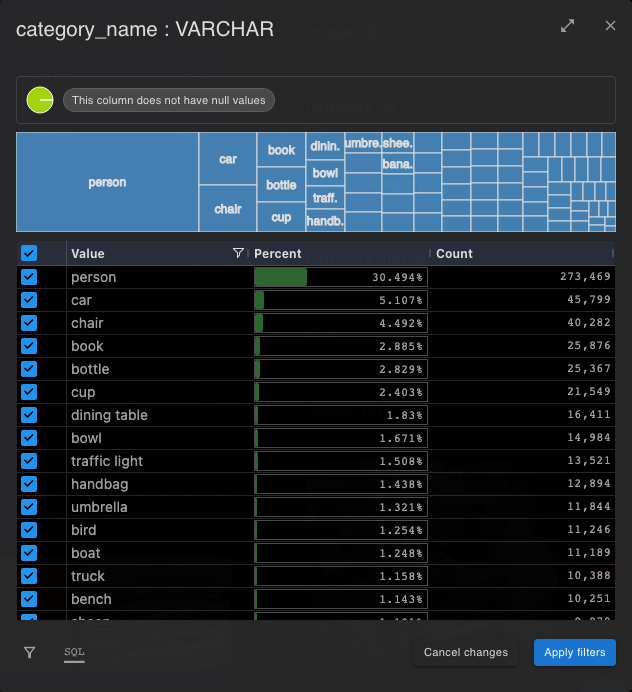 category_name : VARCHAR
This column does not have null values
person
car
chair
book
bottle
cup
dinin.
bowl
traff.
handb.
umbre.
shee.
bana.
Value Percent Count
person 30.494% 273,469
car 5.107% 45,799
chair 4.492% 40,282
book 2.885% 25,876
bottle 2.829% 25,367
cup 2.403% 21,549
dining table 1.83% 16,411
bowl 1.671% 14,984
traffic light 1.508% 13,521
handbag 1.438% 12,894
umbrella 1.321% 11,844
bird 1.254% 11,246
boat 1.248% 11,189
truck 1.158% 10,388
bench 1.143% 10,251
SQL Cancel changes Apply filters